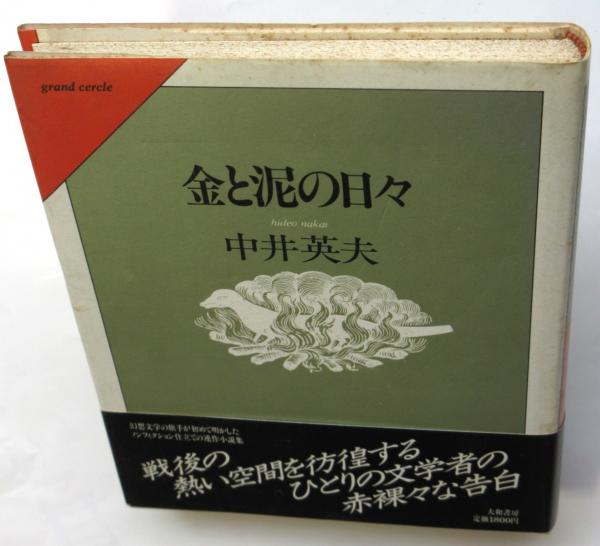 grand cercle
金と泥の日々
hideo nakai
中井英夫
幻想文学の旗手が初めて明かした
ノンフィクション仕立ての連作小説集
戦後の
熱い空間を彷徨する
ひとりの文学者の
赤裸々な告白
大和書房
定価1800円